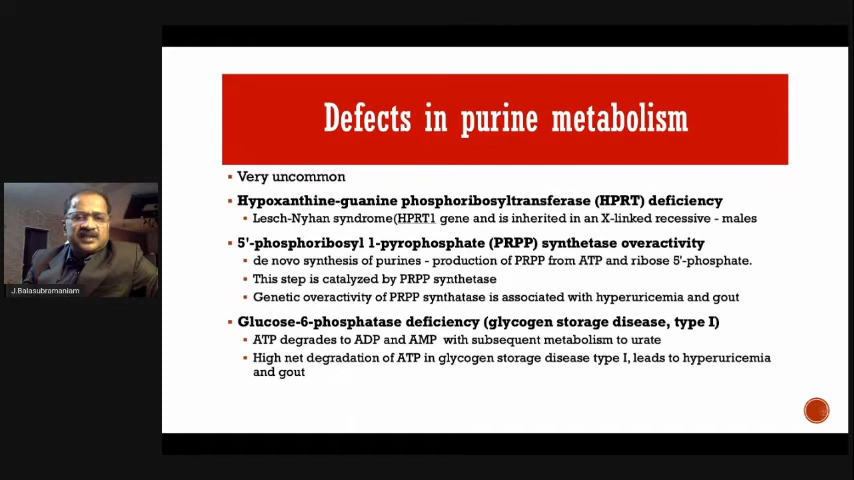 Defects in purine metabolism
Very uncommon
Hypoxanthine-guanine phosphoribosyltransferase (HPRT) deficiency
Lesch-Nyhan syndrome(HPRT1 gene and is inherited in an X-linked recessive - males
5'-phosphoribosyl 1-pyrophosphate (PRPP) synthetase overactivity
de novo synthesis of purines - production of PRPP from ATP and ribose 5'-phosphate.
This step is catalyzed by PRPP synthetase
Genetic overactivity of PRPP synthatase is associated with hyperuricemia and gout
Glucose-6-phosphatase deficiency (glycogen storage disease, type I)
ATP degrades to ADP and AMP with subsequent metabolism to urate
High net degradation of ATP in glycogen storage disease type I, leads to hyperuricemia
and gout
J.Balasubramaniam